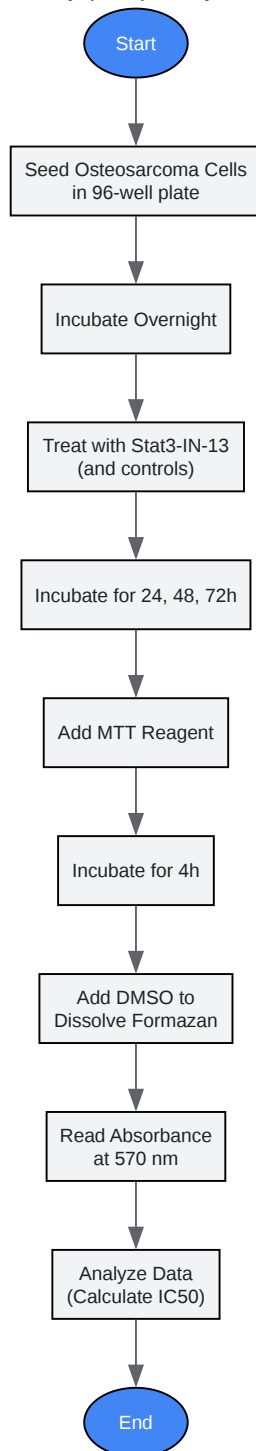 Start
Seed Osteosarcoma Cells
in 96-well plate
Incubate Overnight
Treat with Stat3-IN-13
(and controls)
Incubate for 24, 48, 72h
Add MTT Reagent
Incubate for 4h
Add DMSO to
Dissolve Formazan
Read Absorbance
at 570 nm
Analyze Data
(Calculate IC50)
End